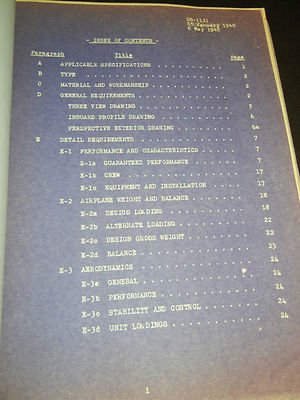 DS-1131
15 January 1948
6 May 1948
- INDEX OF CONTENTS -
Paragraph Title Page
A APPLICABLE SPECIFICATIONS . . . . . . . . . . . 1
B TYPE . . . . . . . . . . . . . . . . . . . . . 2
C MATERIAL AND WORKMANSHIP . . . . . . . . . . . 2
D GENERAL REQUIREMENTS . . . . . . . . . . . . . 2
THREE VIEW DRAWING . . . . . . . . . . . . . 5
INBOARD PROFILE DRAWING . . . . . . . . . . 6
PERSPECTIVE EXTERIOR DRAWING . . . . . . . . 6a
E DETAIL REQUIREMENTS . . . . . . . . . . . . . . 7
E-1 PERFORMANCE AND CHARACTERISTICS . . . . . . 7
E-1a GUARANTEED PERFORMANCE . . . . . . . . 7
E-1b CREW . . . . . . . . . . . . . . . . . 17
E-1c EQUIPMENT AND INSTALLATION 17
E-2 AIRPLANE WEIGHT AND BALANCE . . . . . . . . 18
E-2a DESIGN LOADING . . . . . . . . . . . . 18
E-2b ALTERNATE LOADING . . . . . . . . . . . 22
E-2c DESIGN GROSS WEIGHT . . . . . . . . . . 22
E-2d BALANCE . . . . . . . . . . . . . . . . 23
E-3 AERODYNAMICS . . . . . . . . . . . . . . . 24
E-3a GENERAL . . . . . . . . . . . . . . . . 24
E-3b PERFORMANCE . . . . . . . . . . . . . . 24
E-3c STABILITY AND CONTROL . . . . . . . . . 24
E-3d UNIT LOADINGS . . . . . . . . . . . . . 24
1